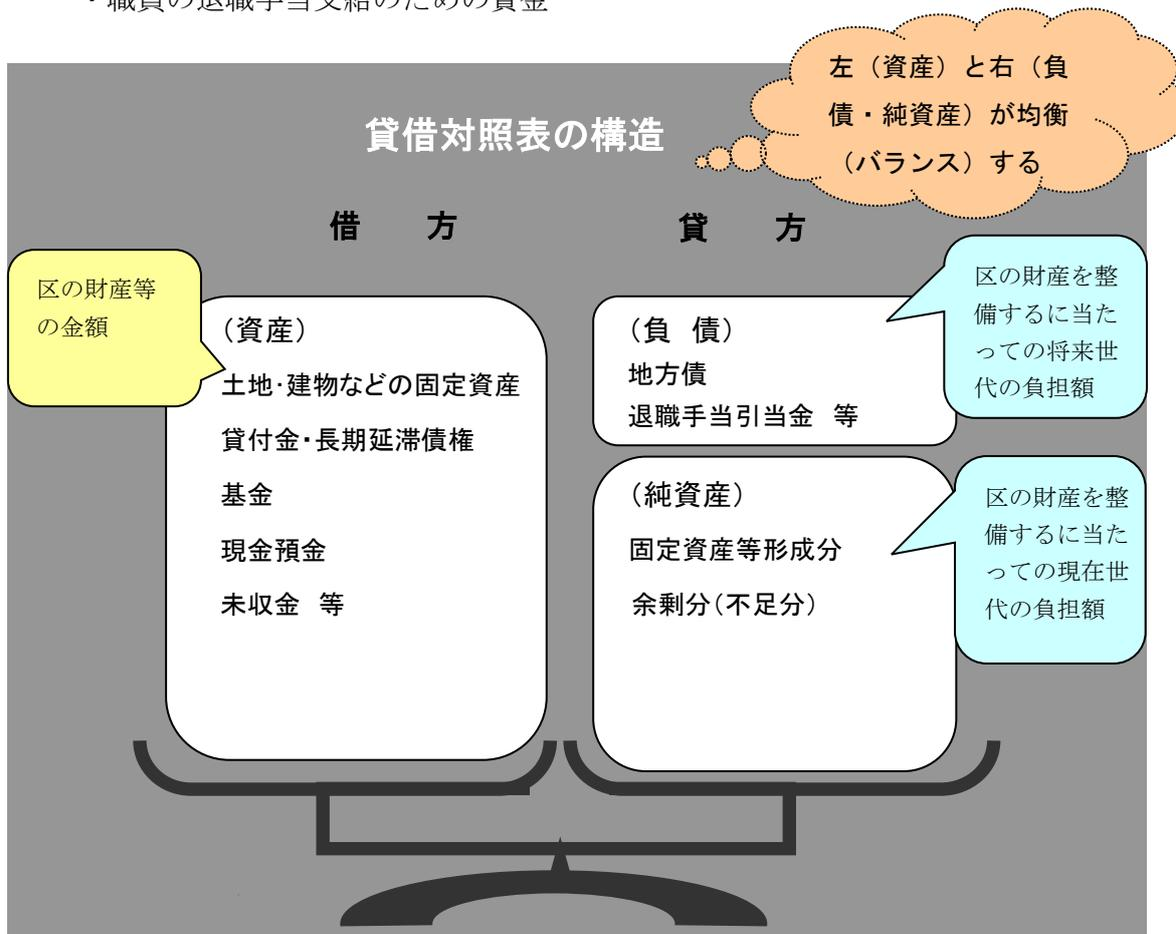 ・職員の退職手当支給のための資金
左（資産）と右（負
債・純資産）が均衡
（バランス）する
貸借対照表の構造
借　方
貸　方
区の財産等
の金額
（資産）
土地・建物などの固定資産
貸付金・長期延滞債権
基金
現金預金
未収金　等
（負　債）
地方債
退職手当引当金　等
区の財産を整
備するに当た
っての将来世
代の負担額
（純資産）
固定資産等形成分
余剰分（不足分）
区の財産を整
備するに当た
っての現在世
代の負担額